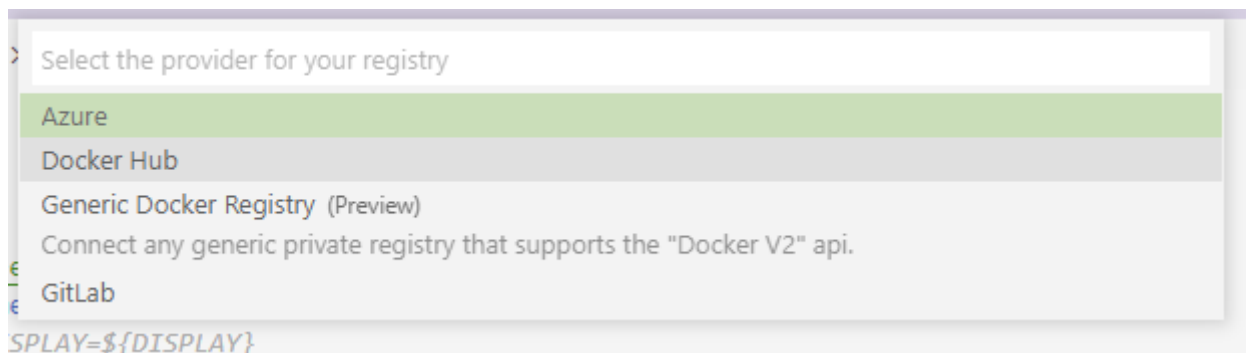 Select the provider for your registry
Azure
Docker Hub
Generic Docker Registry (Preview)
Connect any generic private registry that supports the "Docker V2" api.
GitLab
SPLAY=${DISPLAY}